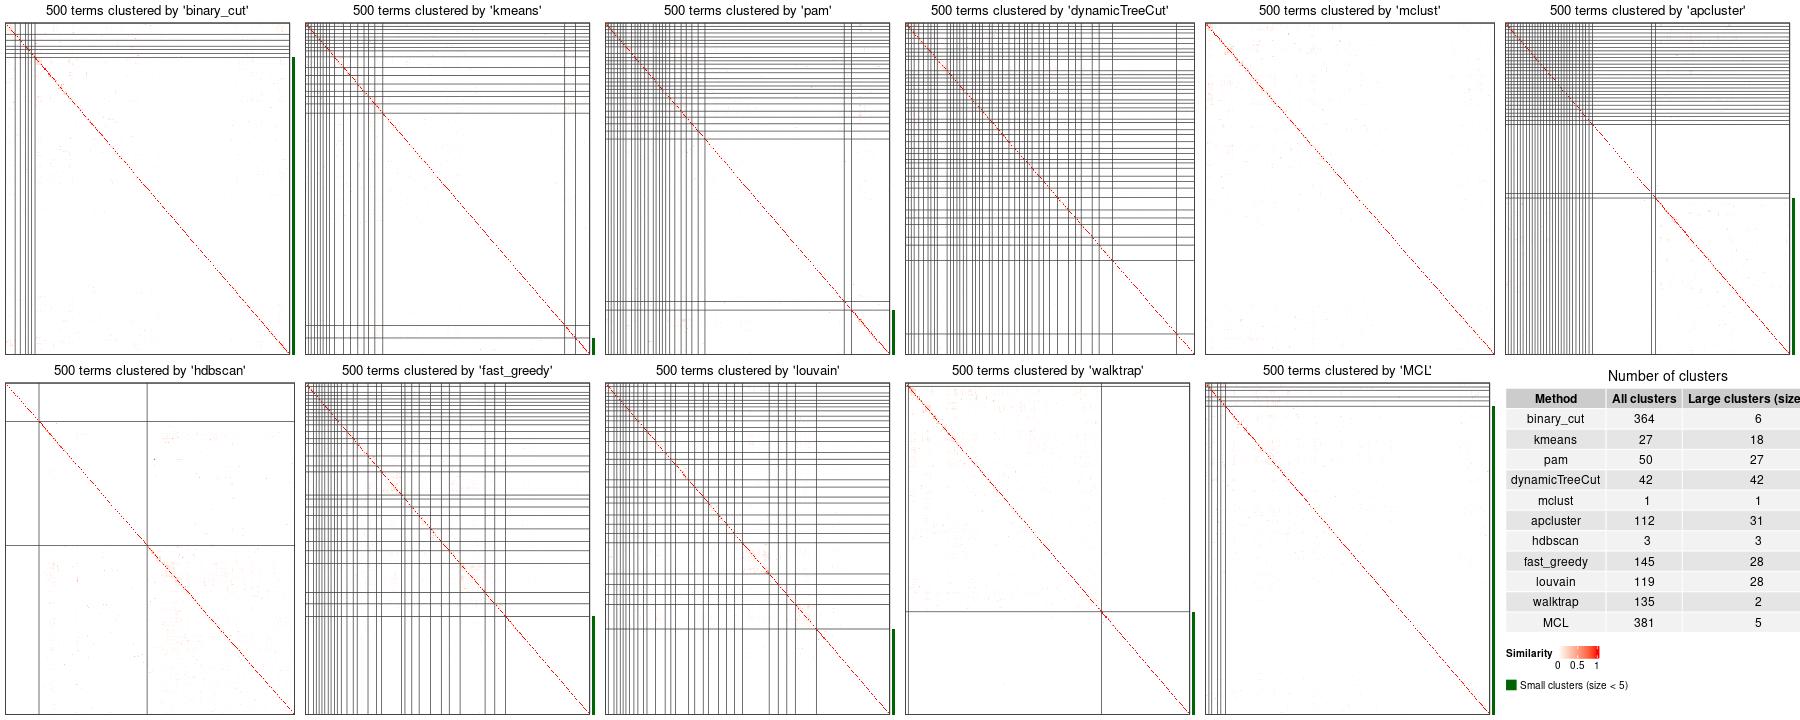 500 terms clustered by 'binary_cut'
500 terms clustered by 'kmeans'
500 terms clustered by 'pam'
500 terms clustered by 'dynamicTreeCut'
500 terms clustered by 'mclust'
500 terms clustered by 'apcluster'
500 terms clustered by 'hdbscan'
500 terms clustered by 'fast_greedy'
500 terms clustered by 'louvain'
500 terms clustered by 'walktrap'
500 terms clustered by 'MCL'
Number of clusters
Method All clusters Large clusters (size
binary_cut 364 6
kmeans 27 18
pam 50 27
dynamicTreeCut 42 42
mclust 1 1
apcluster 112 31
hdbscan 3 3
fast_greedy 145 28
louvain 119 28
walktrap 135 2
MCL 381 5
Similarity
0 0.5 1
Small clusters (size < 5)